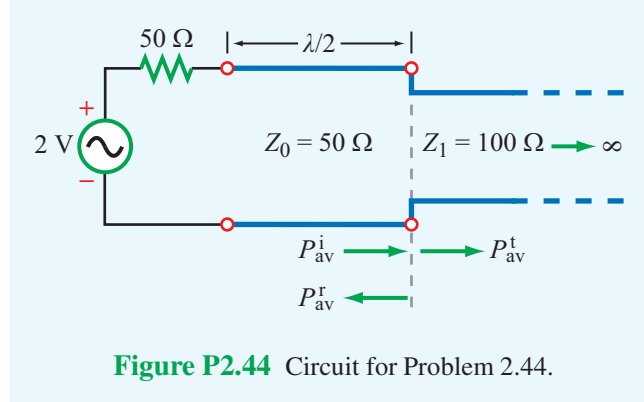 50 Ω
λ/2
+
2 V
−
Z₀ = 50 Ω
Z₁ = 100 Ω
∞
Pⁱav
Pᵗav
Pʳav
Figure P2.44 Circuit for Problem 2.44.